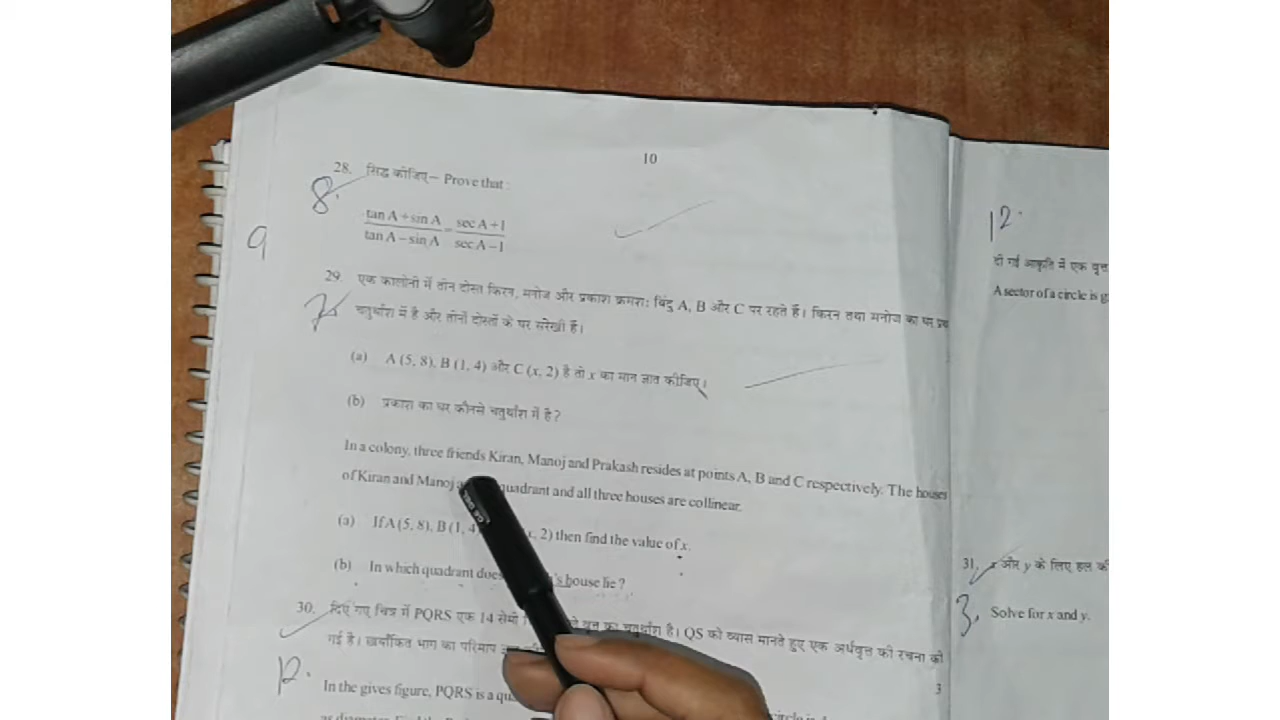 10
28. सिद्ध कीजिए– Prove that :
8.
tan A + sin A / tan A – sin A = sec A + 1 / sec A – 1
9
29. एक कालोनी में तीन दोस्त किरन, मनोज और प्रकाश क्रमशः बिंदु A, B और C पर रहते हैं। किरन तथा मनोज का घर प्रथ
7
चतुर्थांश में है और तीनों दोस्तों के घर सरेखी हैं।
(a) A (5, 8), B (1, 4) और C (x, 2) है तो x का मान ज्ञात कीजिए।
(b) प्रकाश का घर कौनसे चतुर्थांश में है?
In a colony, three friends Kiran, Manoj and Prakash resides at points A, B and C respectively. The houses
of Kiran and Manoj quadrant and all three houses are collinear.
(a) If A (5, 8), B (1, 4 x, 2) then find the value of x.
(b) In which quadrant does 's house lie ?
30. दिए गए चित्र में PQRS एक 14 सेमी वृत्त का चतुर्थांश है। QS को व्यास मानते हुए एक अर्धवृत्त की रचना की
गई है। छायांकित भाग का परिमाप
12.
In the gives figure, PQRS is a qua
3
12.
दी गई आकृति में एक वृत्त
A sector of a circle is g
31. x और y के लिए हल की
3.
Solve for x and y.